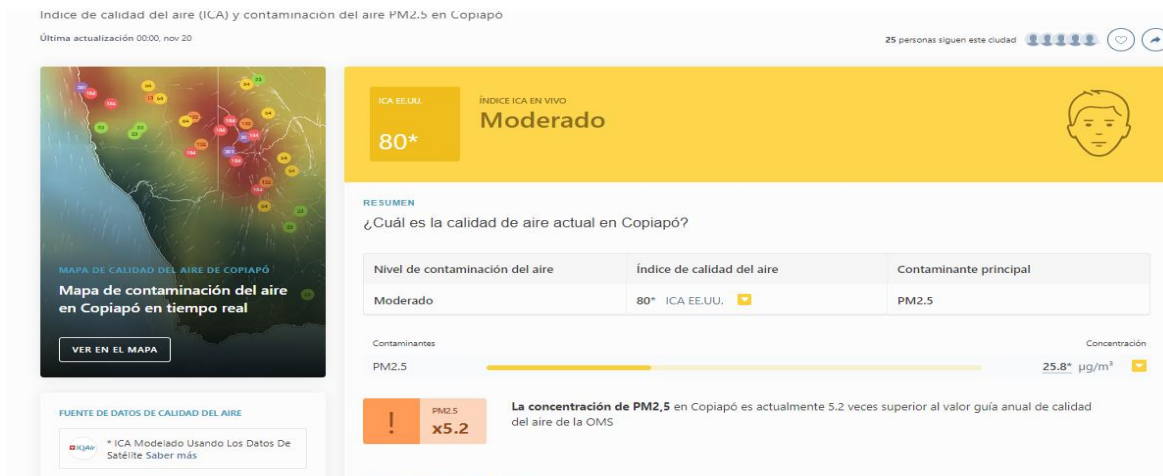 Índice de calidad del aire (ICA) y contaminación del aire PM2.5 en Copiapó
Última actualización 00:00, nov 20
25 personas siguen este ciudad
MAPA DE CALIDAD DEL AIRE DE COPIAPÓ
Mapa de contaminación del aire
en Copiapó en tiempo real
VER EN EL MAPA
FUENTE DE DATOS DE CALIDAD DEL AIRE
IQAir
* ICA Modelado Usando Los Datos De
Satélite Saber más
ICA EE.UU.
80*
ÍNDICE ICA EN VIVO
Moderado
RESUMEN
¿Cuál es la calidad de aire actual en Copiapó?
Nivel de contaminación del aire Índice de calidad del aire Contaminante principal
Moderado 80* ICA EE.UU. PM2.5
Contaminantes Concentración
PM2.5 25.8* µg/m³
! PM2.5
x5.2
La concentración de PM2,5 en Copiapó es actualmente 5.2 veces superior al valor guía anual de calidad
del aire de la OMS